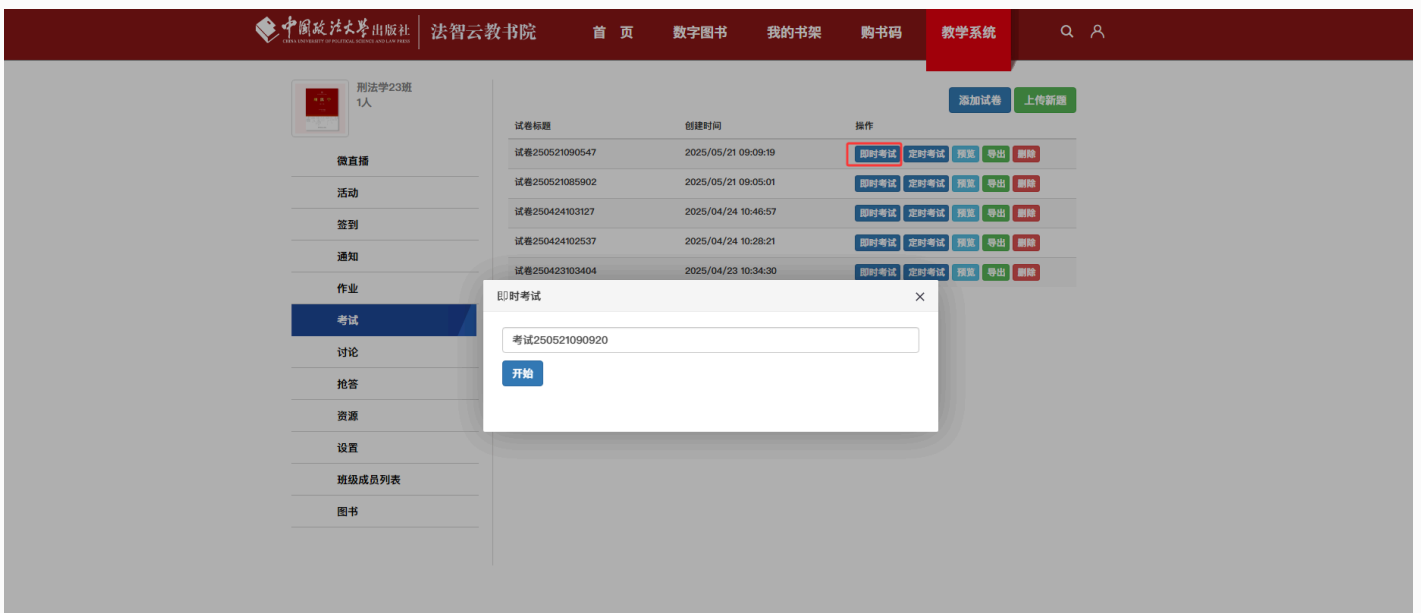 中国政法大学出版社 法智云教书院 首 页 数字图书 我的书架 购书码 教学系统
CHINA UNIVERSITY OF POLITICAL SCIENCE AND LAW PRESS
刑法学23班
1人
添加试卷 上传新题
试卷标题 创建时间 操作
试卷250521090547 2025/05/21 09:09:19 即时考试 定时考试 预览 导出 删除
试卷250521085902 2025/05/21 09:05:01 即时考试 定时考试 预览 导出 删除
试卷250424103127 2025/04/24 10:46:57 即时考试 定时考试 预览 导出 删除
试卷250424102537 2025/04/24 10:28:21 即时考试 定时考试 预览 导出 删除
试卷250423103404 2025/04/23 10:34:30 即时考试 定时考试 预览 导出 删除
微直播
活动
签到
通知
作业
考试
讨论
抢答
资源
设置
班级成员列表
图书
即时考试
考试250521090920
开始